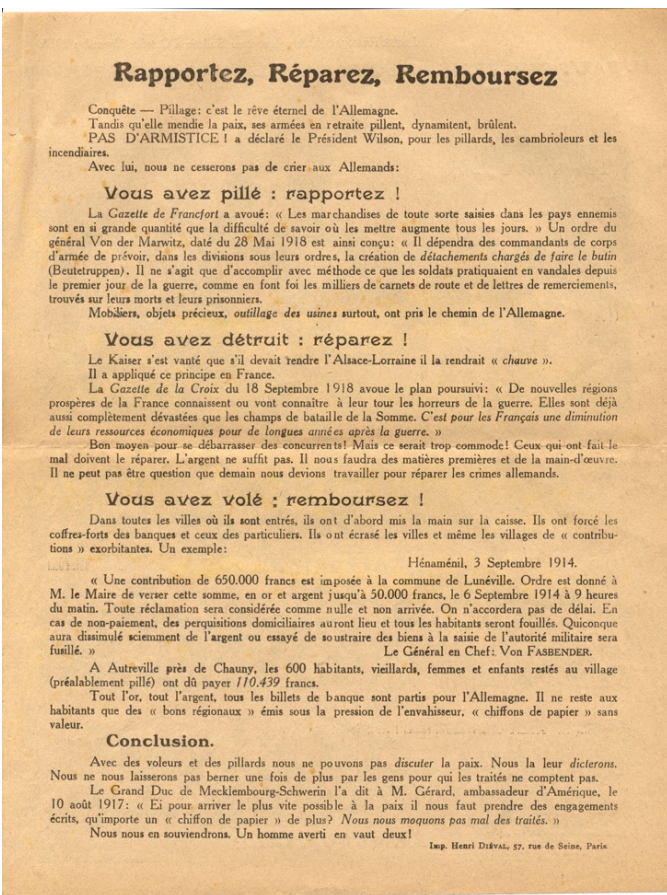 Rapportez, Réparez, Remboursez
Conquête — Pillage: c'est le rêve éternel de l'Allemagne.
Tandis qu'elle mendie la paix, ses armées en retraite pillent, dynamitent, brûlent.
PAS D'ARMISTICE ! a déclaré le Président Wilson, pour les pillards, les cambrioleurs et les
incendiaires.
Avec lui, nous ne cesserons pas de crier aux Allemands:
Vous avez pillé : rapportez !
La Gazette de Francfort a avoué: « Les marchandises de toute sorte saisies dans les pays ennemis
sont en si grande quantité que la difficulté de savoir où les mettre augmente tous les jours. » Un ordre du
général Von der Marwitz, daté du 28 Mai 1918 est ainsi conçu: « Il dépendra des commandants de corps
d'armée de prévoir, dans les divisions sous leurs ordres, la création de détachements chargés de faire le butin
(Beutetruppen). Il ne s'agit que d'accomplir avec méthode ce que les soldats pratiquaient en vandales depuis
le premier jour de la guerre, comme en font foi les milliers de carnets de route et de lettres de remerciements,
trouvés sur leurs morts et leurs prisonniers.
Mobiliers, objets précieux, outillage des usines surtout, ont pris le chemin de l'Allemagne.
Vous avez détruit : réparez !
Le Kaiser s'est vanté que s'il devait rendre l'Alsace-Lorraine il la rendrait « chauve ».
Il a appliqué ce principe en France.
La Gazette de la Croix du 18 Septembre 1918 avoue le plan poursuivi: « De nouvelles régions
prospères de la France connaissent ou vont connaître à leur tour les horreurs de la guerre. Elles sont déjà
aussi complètement dévastées que les champs de bataille de la Somme. C'est pour les Français une diminution
de leurs ressources économiques pour de longues années après la guerre. »
Bon moyen pour se débarrasser des concurrents! Mais ce serait trop commode! Ceux qui ont fait le
mal doivent le réparer. L'argent ne suffit pas. Il nous faudra des matières premières et de la main-d'œuvre.
Il ne peut pas être question que demain nous devions travailler pour réparer les crimes allemands.
Vous avez volé : remboursez !
Dans toutes les villes où ils sont entrés, ils ont d'abord mis la main sur la caisse. Ils ont forcé les
coffres-forts des banques et ceux des particuliers. Ils ont écrasé les villes et même les villages de « contribu-
tions » exorbitantes. Un exemple:
Hénaménil, 3 Septembre 1914.
« Une contribution de 650.000 francs est imposée à la commune de Lunéville. Ordre est donné à
M. le Maire de verser cette somme, en or et argent jusqu'à 50.000 francs, le 6 Septembre 1914 à 9 heures
du matin. Toute réclamation sera considérée comme nulle et non arrivée. On n'accordera pas de délai. En
cas de non-paiement, des perquisitions domiciliaires auront lieu et tous les habitants seront fouillés. Quiconque
aura dissimulé sciemment de l'argent ou essayé de soustraire des biens à la saisie de l'autorité militaire sera
fusillé. » Le Général en Chef: Von FASBENDER.
A Autreville près de Chauny, les 600 habitants, vieillards, femmes et enfants restés au village
(préalablement pillé) ont dû payer 110.439 francs.
Tout l'or, tout l'argent, tous les billets de banque sont partis pour l'Allemagne. Il ne reste aux
habitants que des « bons régionaux » émis sous la pression de l'envahisseur, « chiffons de papier » sans
valeur.
Conclusion.
Avec des voleurs et des pillards nous ne pouvons pas discuter la paix. Nous la leur dicterons.
Nous ne nous laisserons pas berner une fois de plus par les gens pour qui les traités ne comptent pas.
Le Grand Duc de Mecklembourg-Schwerin l'a dit à M. Gérard, ambassadeur d'Amérique, le
10 août 1917: « Ei pour arriver le plus vite possible à la paix il nous faut prendre des engagements
écrits, qu'importe un « chiffon de papier » de plus? Nous nous moquons pas mal des traités. »
Nous nous en souviendrons. Un homme averti en vaut deux!
Imp. Henri DIÉVAL, 57, rue de Seine, Paris